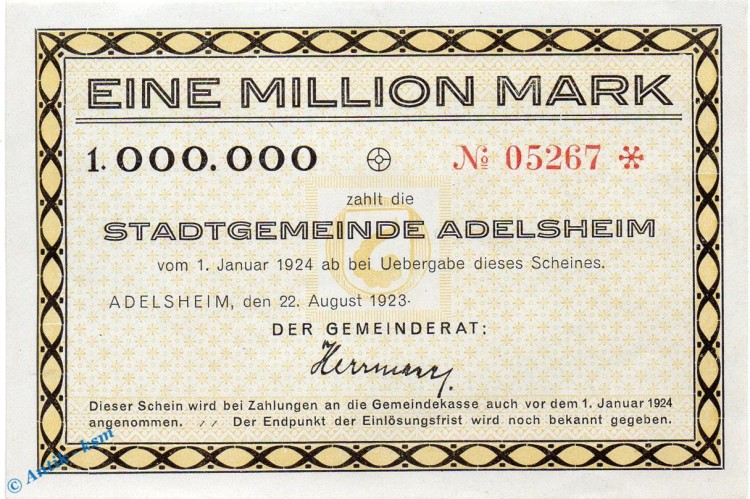 EINE MILLION MARK
1.000.000 № 05267 *
zahlt die
STADTGEMEINDE ADELSHEIM
vom 1. Januar 1924 ab bei Uebergabe dieses Scheines.
ADELSHEIM, den 22. August 1923.
DER GEMEINDERAT:
Herrmann.
Dieser Schein wird bei Zahlungen an die Gemeindekasse auch vor dem 1. Januar 1924
angenommen. // Der Endpunkt der Einlösungsfrist wird noch bekannt gegeben.
© Antik - ksm